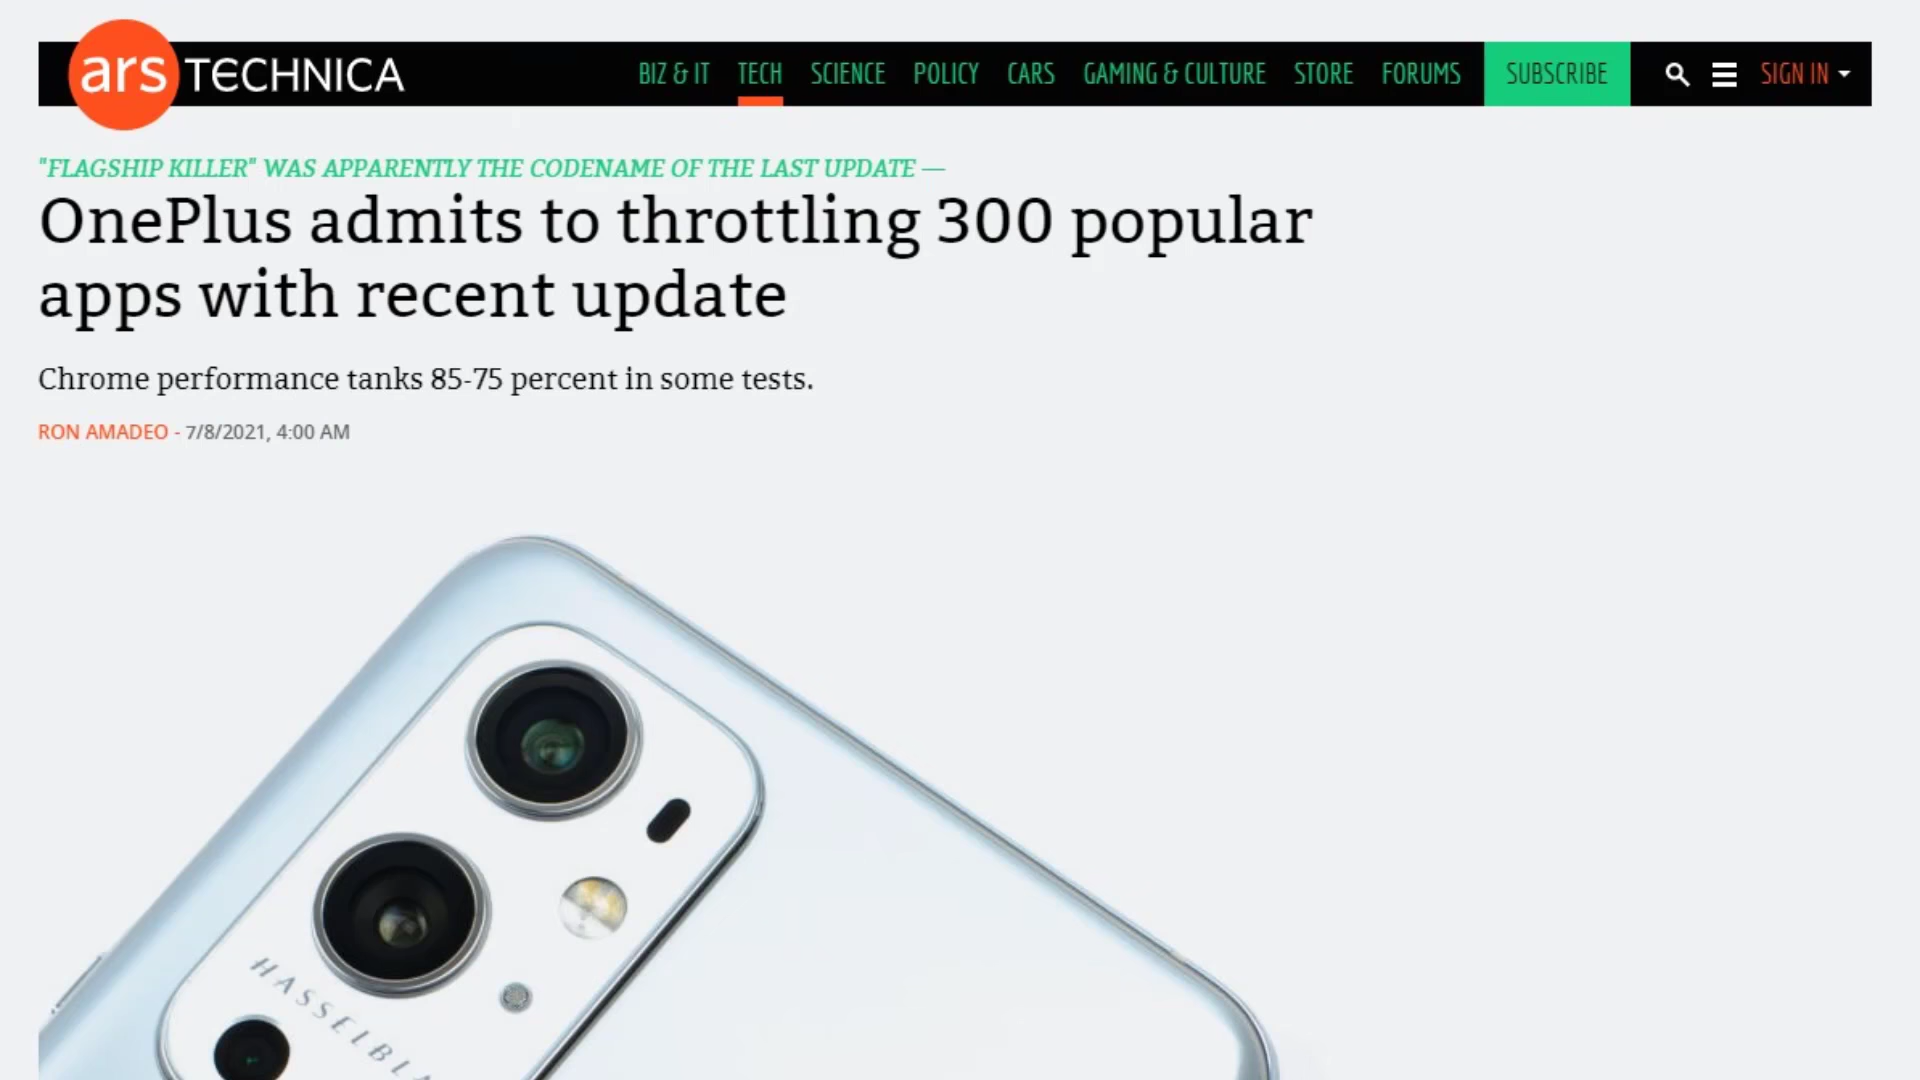 ars TECHNICA
BIZ & IT TECH SCIENCE POLICY CARS GAMING & CULTURE STORE FORUMS SUBSCRIBE SIGN IN
"FLAGSHIP KILLER" WAS APPARENTLY THE CODENAME OF THE LAST UPDATE —
OnePlus admits to throttling 300 popular
apps with recent update
Chrome performance tanks 85-75 percent in some tests.
RON AMADEO - 7/8/2021, 4:00 AM
HASSELBLA